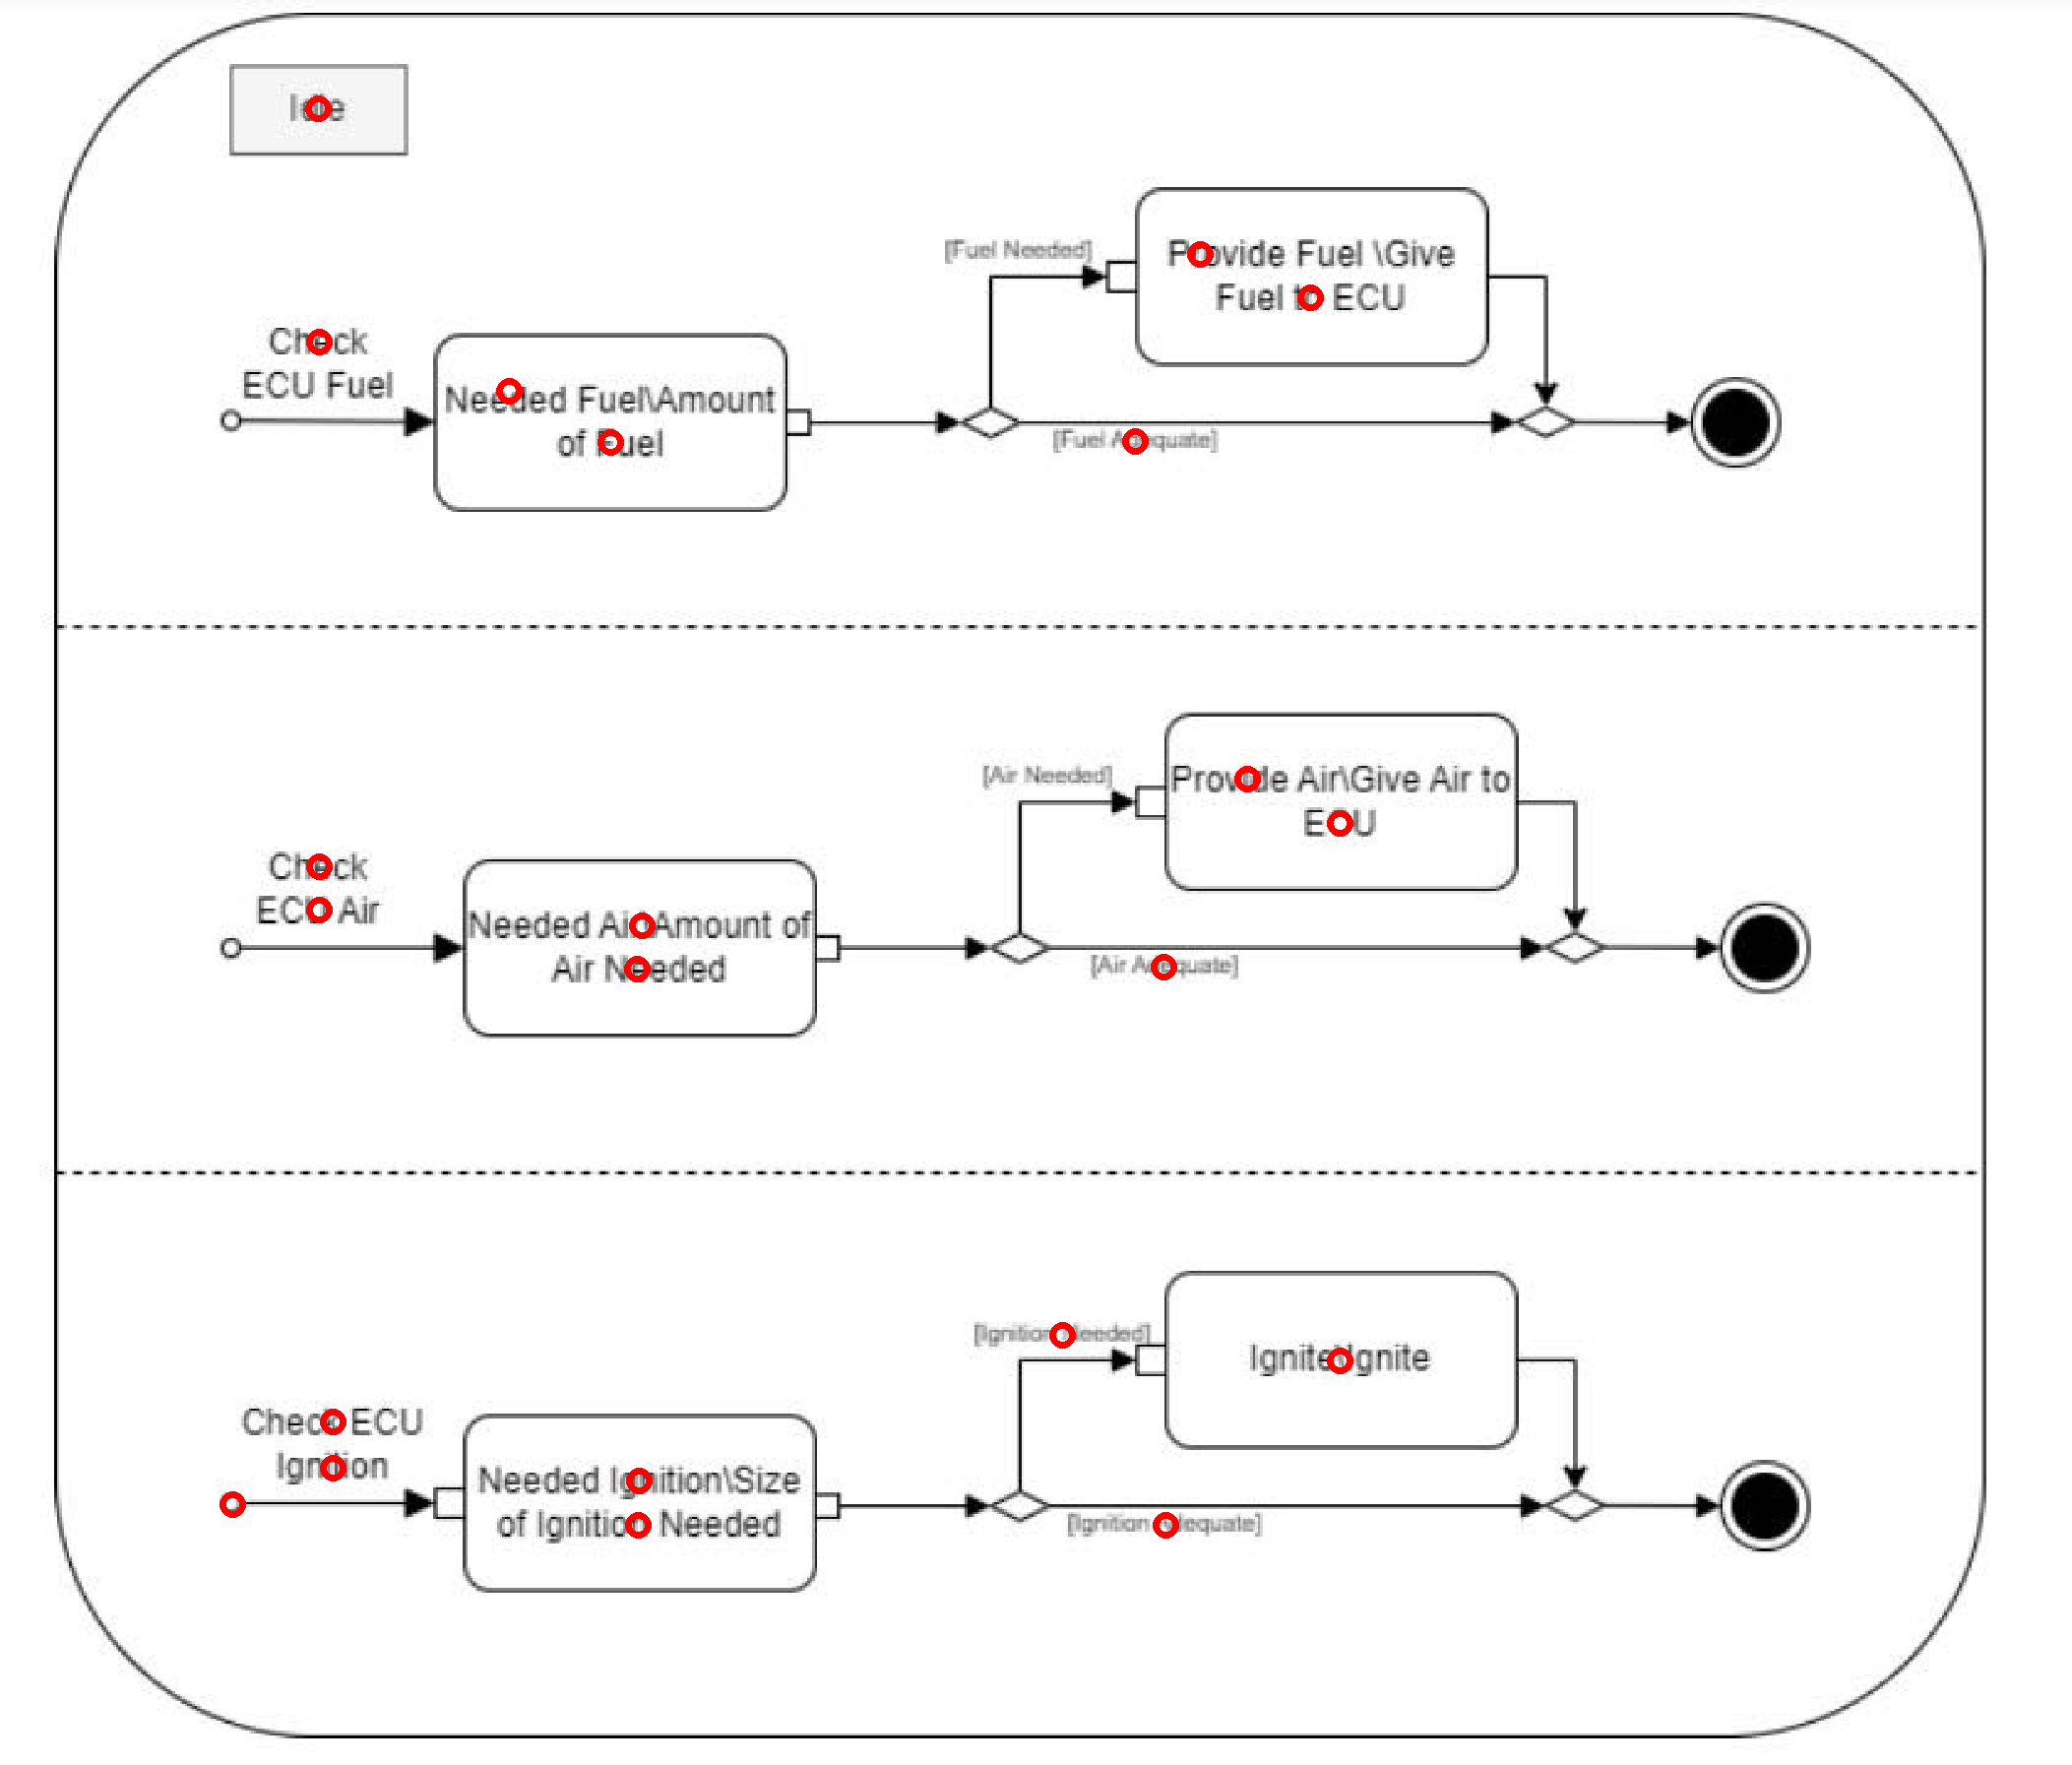 Idle
[Fuel Needed]
Provide Fuel \Give
Fuel to ECU
Check
ECU Fuel
Needed Fuel\Amount
of Fuel
[Fuel Adequate]
[Air Needed]
Provide Air\Give Air to
ECU
Check
ECU Air
Needed Air\Amount of
Air Needed
[Air Adequate]
[Ignition Needed]
Ignite\Ignite
Check ECU
Ignition
Needed Ignition\Size
of Ignition Needed
[Ignition Adequate]